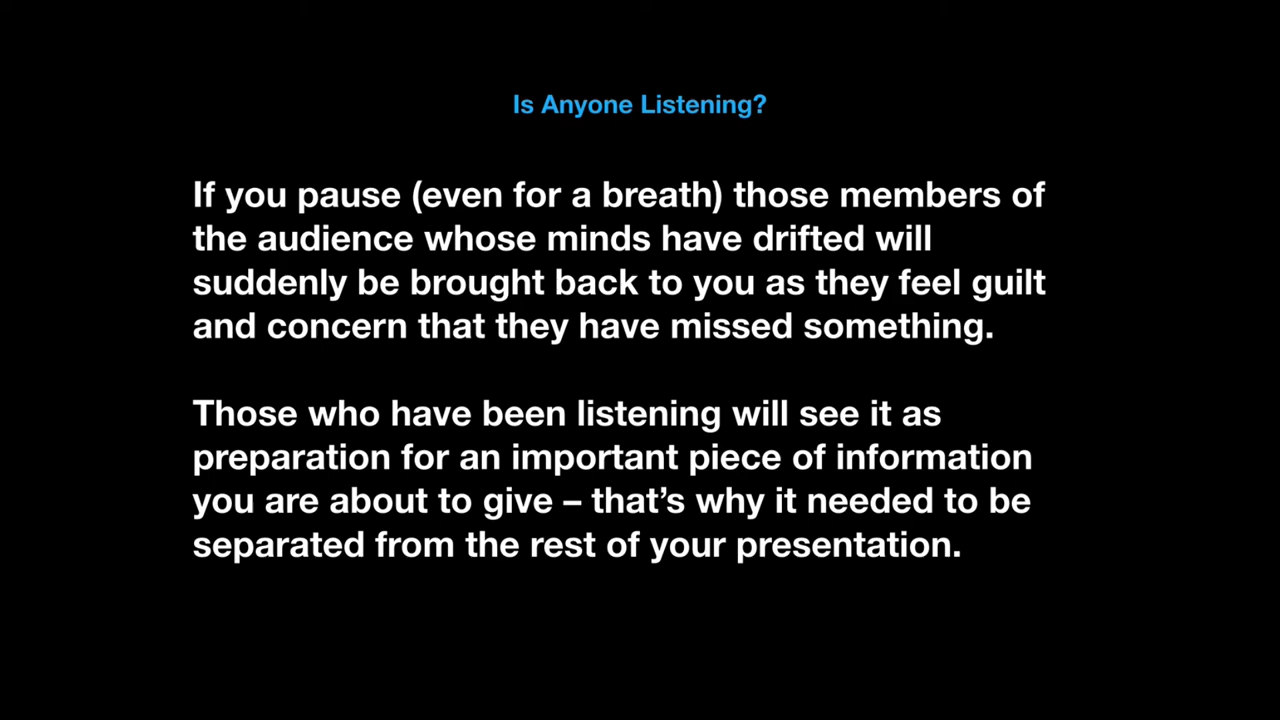 Is Anyone Listening?
If you pause (even for a breath) those members of
the audience whose minds have drifted will
suddenly be brought back to you as they feel guilt
and concern that they have missed something.
Those who have been listening will see it as
preparation for an important piece of information
you are about to give – that’s why it needed to be
separated from the rest of your presentation.